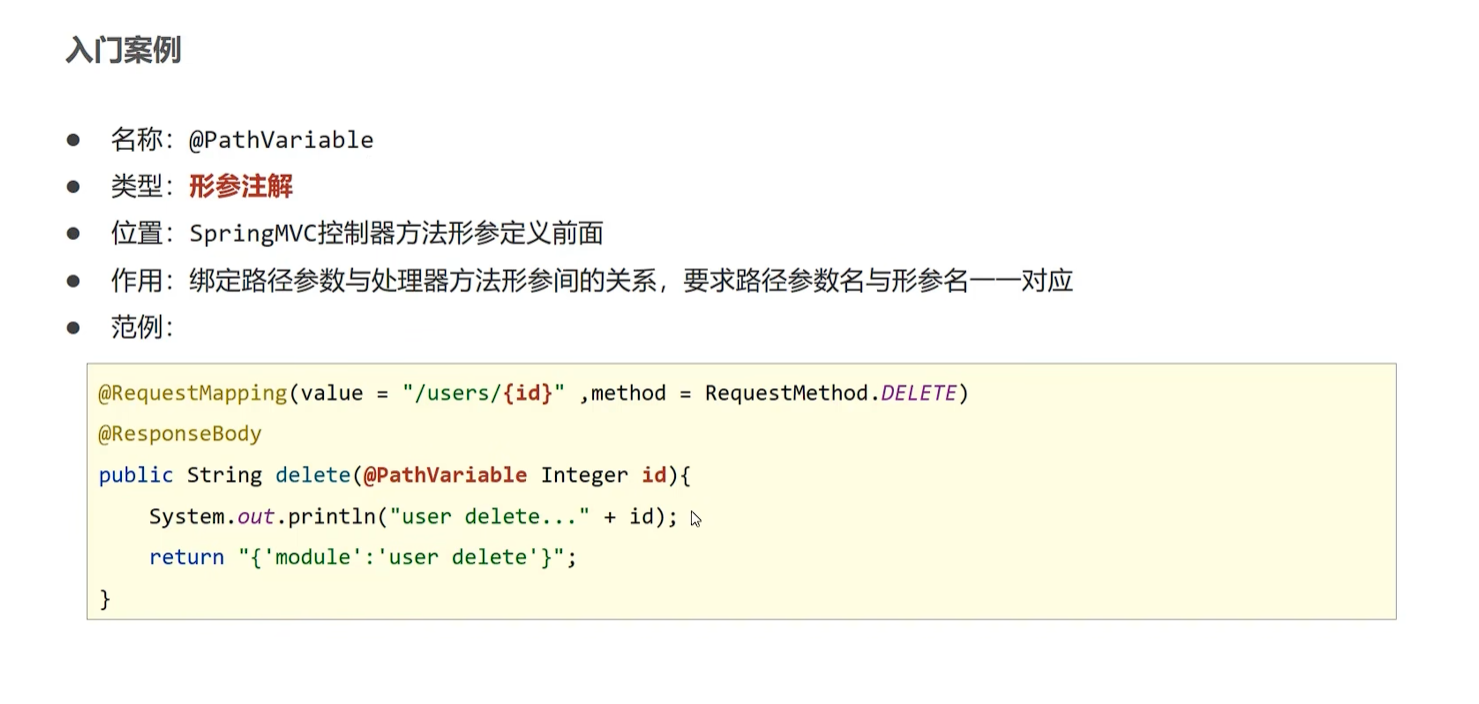 入门案例
● 名称：@PathVariable
● 类型：形参注解
● 位置：SpringMVC控制器方法形参定义前面
● 作用：绑定路径参数与处理器方法形参间的关系，要求路径参数名与形参名一一对应
● 范例：
@RequestMapping(value = "/users/{id}" ,method = RequestMethod.DELETE)
@ResponseBody
public String delete(@PathVariable Integer id){
    System.out.println("user delete..." + id);
    return "{'module':'user delete'}";
}